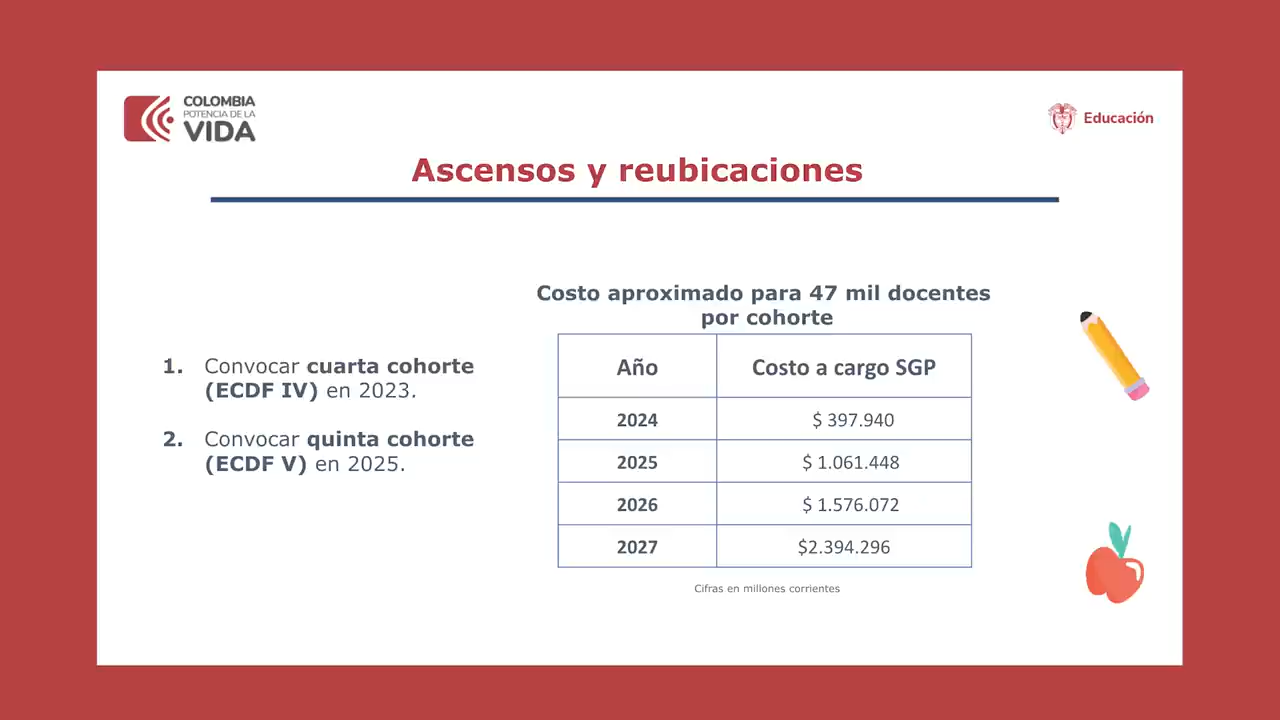 COLOMBIA
POTENCIA DE LA
VIDA
Educación
Ascensos y reubicaciones
1. Convocar cuarta cohorte
(ECDF IV) en 2023.
2. Convocar quinta cohorte
(ECDF V) en 2025.
Costo aproximado para 47 mil docentes
por cohorte
Año Costo a cargo SGP
2024 $ 397.940
2025 $ 1.061.448
2026 $ 1.576.072
2027 $2.394.296
Cifras en millones corrientes